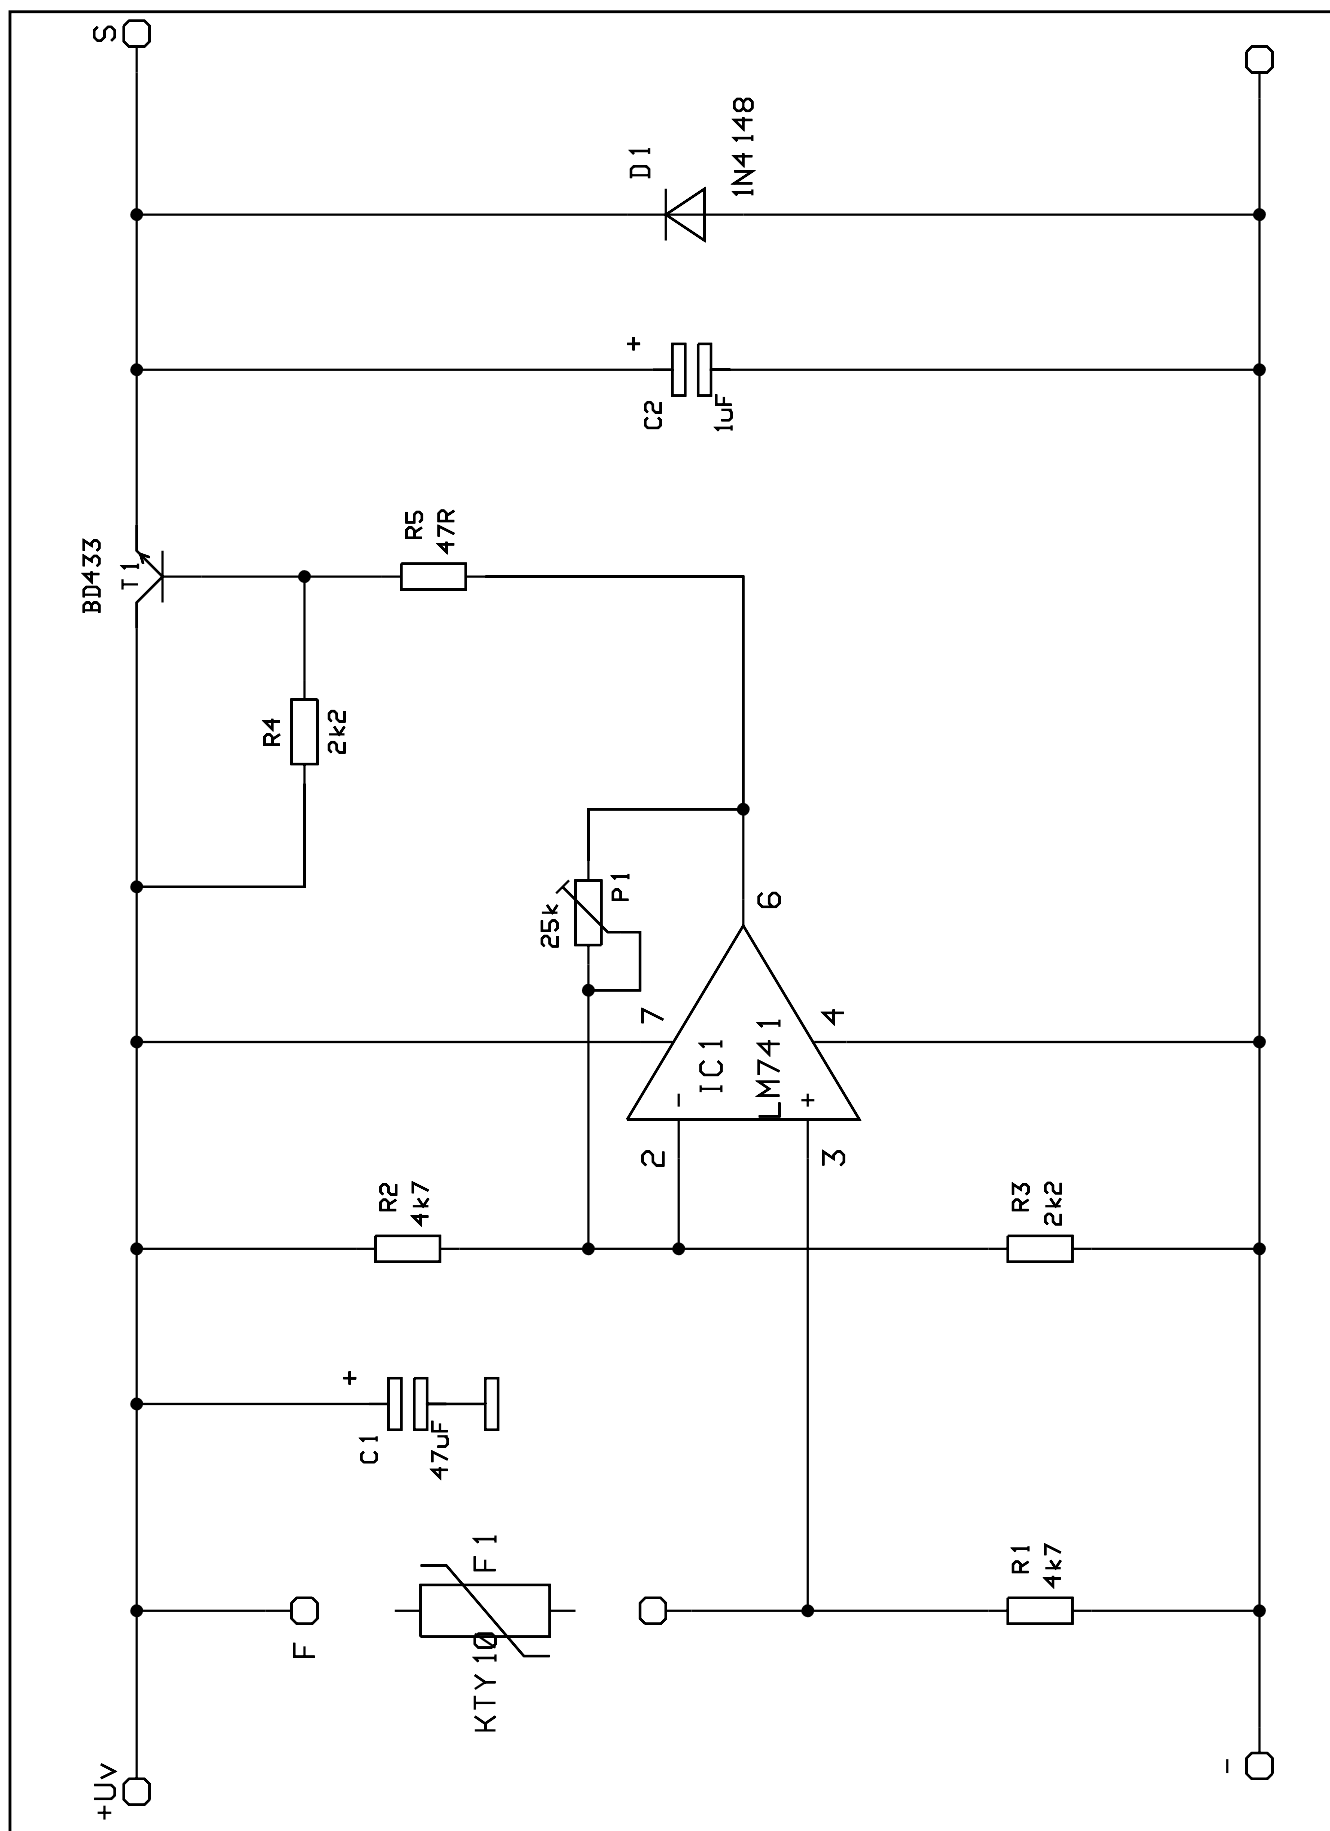 +Uv
BD433
T1
S
F
KTY10
F1
+
C1
47uF
R2
4k7
R4
2k2
R5
47R
25k
P1
2
7
-
IC1
LM741
+
3
4
6
+
C2
1uF
D1
1N4148
R1
4k7
R3
2k2
-